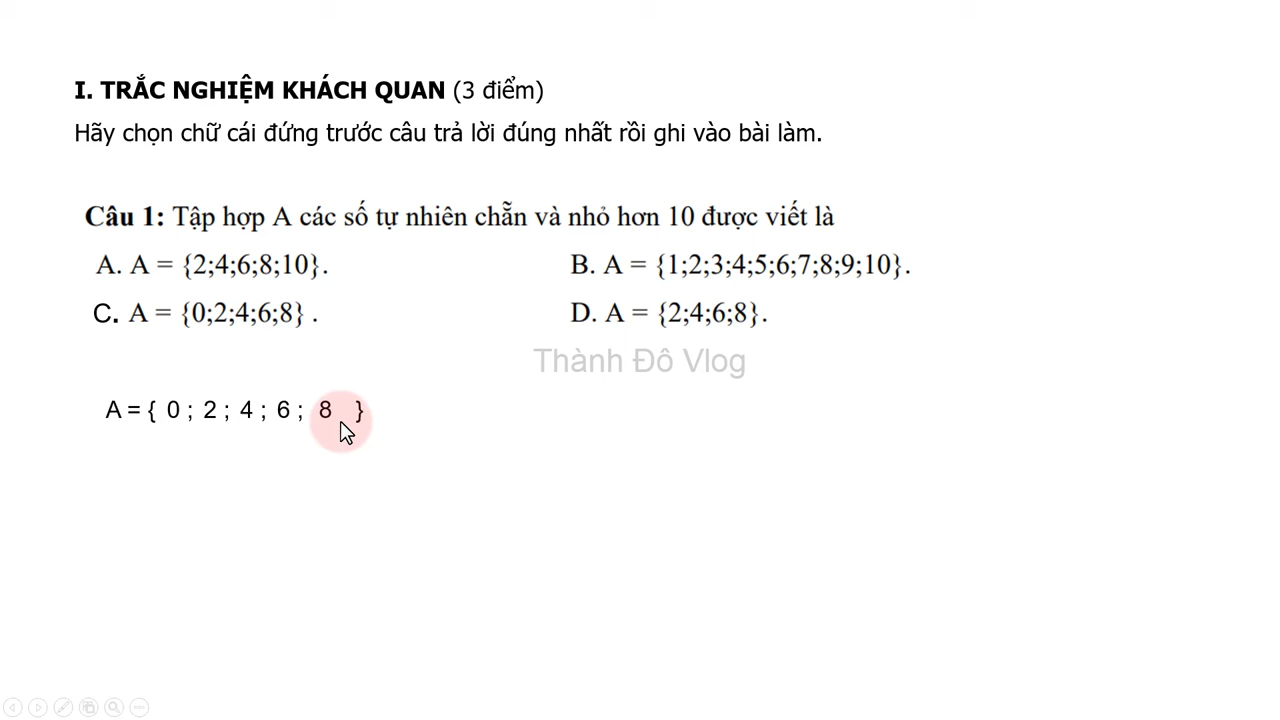 I. TRẮC NGHIỆM KHÁCH QUAN (3 điểm)
Hãy chọn chữ cái đứng trước câu trả lời đúng nhất rồi ghi vào bài làm.
Câu 1: Tập hợp A các số tự nhiên chẵn và nhỏ hơn 10 được viết là
A. A = {2;4;6;8;10}. B. A = {1;2;3;4;5;6;7;8;9;10}.
C. A = {0;2;4;6;8} . D. A = {2;4;6;8}.
Thành Đô Vlog
A = { 0 ; 2 ; 4 ; 6 ; 8 }